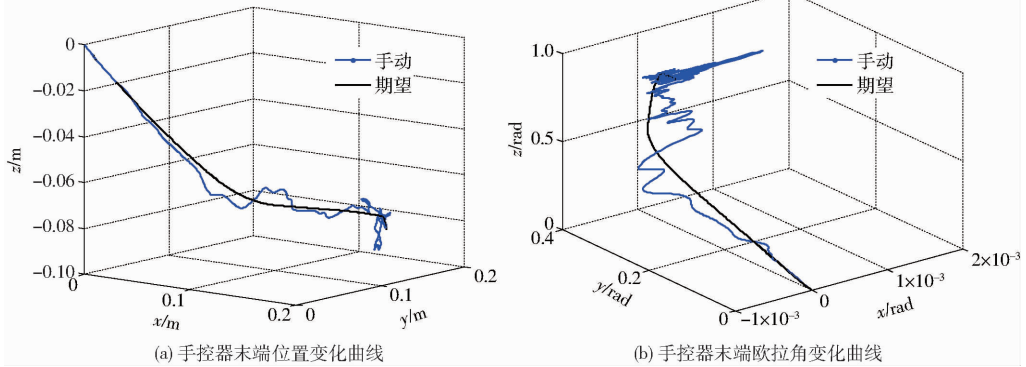 0
−0.02
−0.04
−0.06
−0.08
−0.10
z/m
0
0.1
0.2
x/m
0
0.1
0.2
y/m
手动
期望
(a) 手控器末端位置变化曲线
1.0
0.5
0
z/rad
0.4
0.2
0
y/rad
−1×10⁻³
0
1×10⁻³
2×10⁻³
x/rad
手动
期望
(b) 手控器末端欧拉角变化曲线